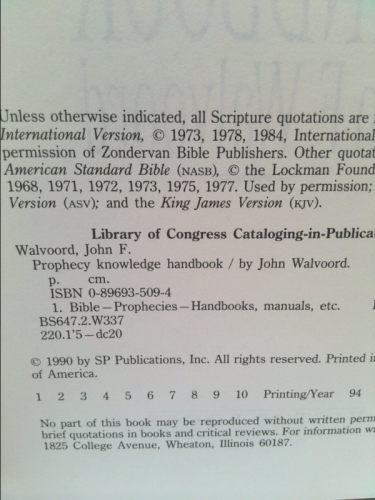 Unless otherwise indicated, all Scripture quotations are
International Version, © 1973, 1978, 1984, International
permission of Zondervan Bible Publishers. Other quotat
American Standard Bible (NASB), © the Lockman Found
1968, 1971, 1972, 1973, 1975, 1977. Used by permission;
Version (ASV); and the King James Version (KJV).
Library of Congress Cataloging-in-Publica
Walvoord, John F.
Prophecy knowledge handbook / by John Walvoord.
p. cm.
ISBN 0-89693-509-4
1. Bible—Prophecies—Handbooks, manuals, etc.
BS647.2.W337
220.1'5—dc20
© 1990 by SP Publications, Inc. All rights reserved. Printed i
of America.
1 2 3 4 5 6 7 8 9 10 Printing/Year 94
No part of this book may be reproduced without written perm
brief quotations in books and critical reviews. For information w
1825 College Avenue, Wheaton, Illinois 60187.